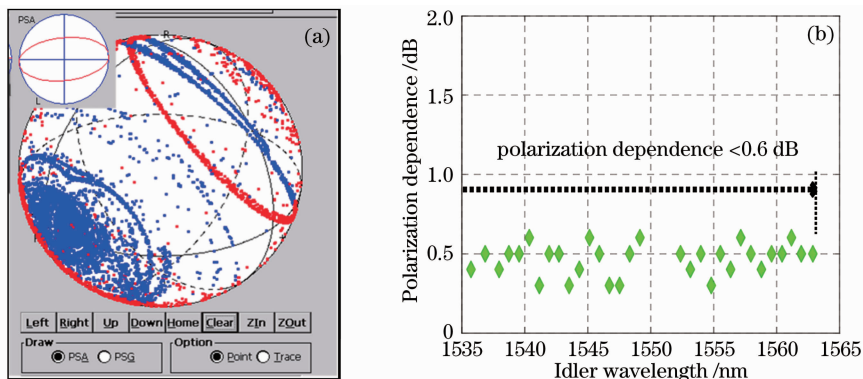 PSA
(a)
R
L
Left Right Up Down Home Clear ZIn ZOut
Draw
PSA PSG
Option
Point Trace
(b)
Polarization dependence /dB
2.0
1.5
1.0
0.5
0
polarization dependence <0.6 dB
1535 1540 1545 1550 1555 1560 1565
Idler wavelength /nm